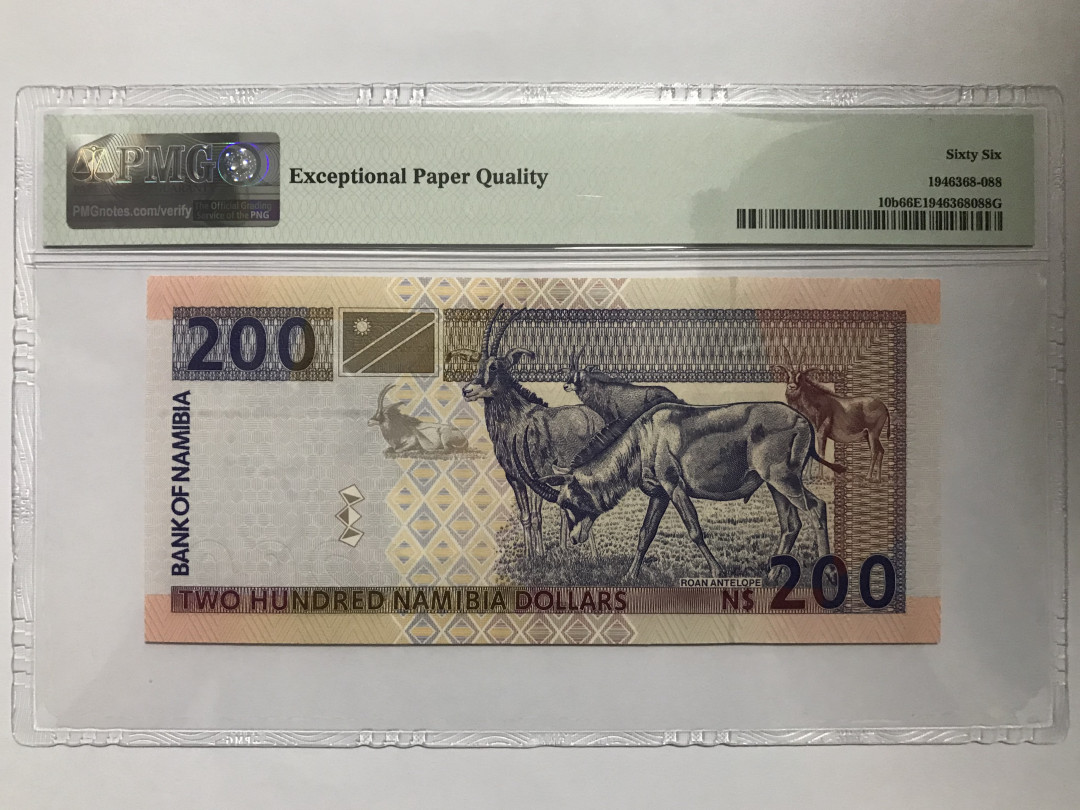 PMG
PMGnotes.com/verify
The Official Grading
Service of the PNG
Exceptional Paper Quality
Sixty Six
1946368-088
10b66E1946368088G
200
BANK OF NAMIBIA
ROAN ANTELOPE
TWO HUNDRED NAMIBIA DOLLARS
N$ 200